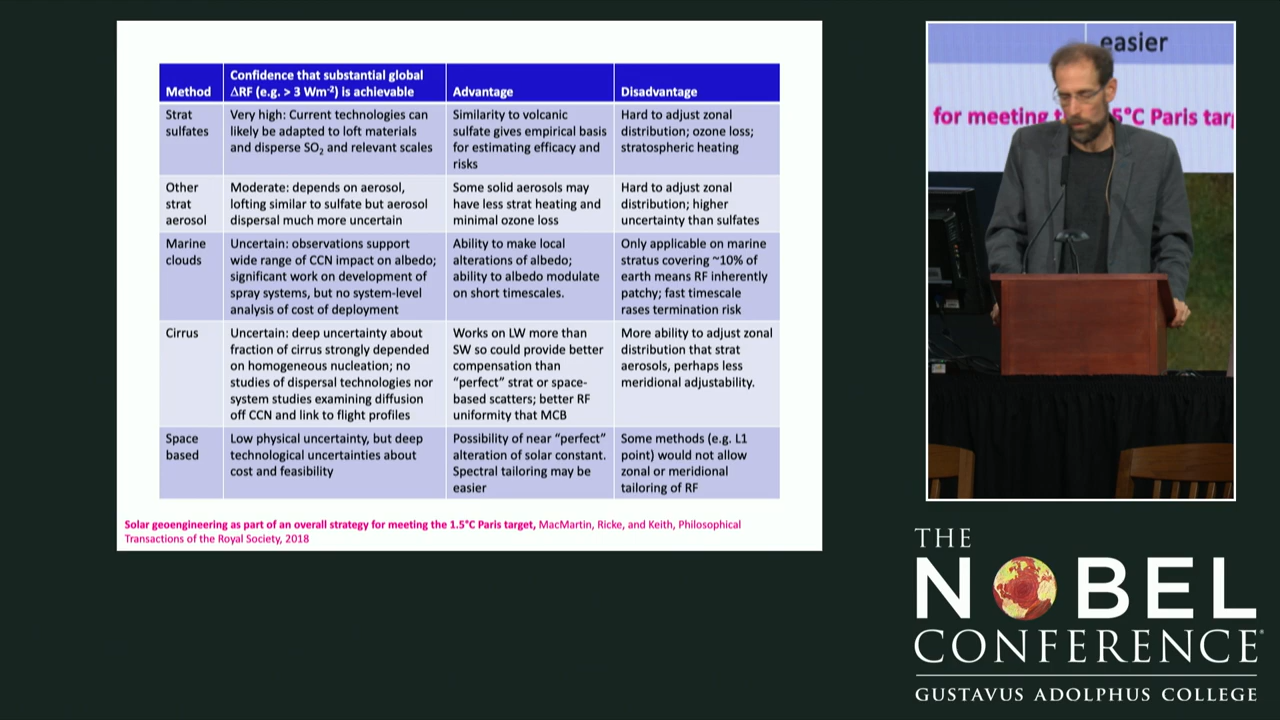 Method
Confidence that substantial global
ΔRF (e.g. > 3 Wm-2) is achievable
Advantage
Disadvantage
Strat
sulfates
Very high: Current technologies can
likely be adapted to loft materials
and disperse SO2 and relevant scales
Similarity to volcanic
sulfate gives empirical basis
for estimating efficacy and
risks
Hard to adjust zonal
distribution; ozone loss;
stratospheric heating
Other
strat
aerosol
Moderate: depends on aerosol,
lofting similar to sulfate but aerosol
dispersal much more uncertain
Some solid aerosols may
have less strat heating and
minimal ozone loss
Hard to adjust zonal
distribution; higher
uncertainty than sulfates
Marine
clouds
Uncertain: observations support
wide range of CCN impact on albedo;
significant work on development of
spray systems, but no system-level
analysis of cost of deployment
Ability to make local
alterations of albedo;
ability to albedo modulate
on short timescales.
Only applicable on marine
stratus covering ~10% of
earth means RF inherently
patchy; fast timescale
rases termination risk
Cirrus
Uncertain: deep uncertainty about
fraction of cirrus strongly depended
on homogeneous nucleation; no
studies of dispersal technologies nor
system studies examining diffusion
off CCN and link to flight profiles
Works on LW more than
SW so could provide better
compensation than
“perfect” strat or space-
based scatters; better RF
uniformity that MCB
More ability to adjust zonal
distribution that strat
aerosols, perhaps less
meridional adjustability.
Space
based
Low physical uncertainty, but deep
technological uncertainties about
cost and feasibility
Possibility of near “perfect”
alteration of solar constant.
Spectral tailoring may be
easier
Some methods (e.g. L1
point) would not allow
zonal or meridional
tailoring of RF
Solar geoengineering as part of an overall strategy for meeting the 1.5°C Paris target, MacMartin, Ricke, and Keith, Philosophical
Transactions of the Royal Society, 2018
easier
for meeting 5°C Paris
THE
NOBEL
CONFERENCE®
GUSTAVUS ADOLPHUS COLLEGE